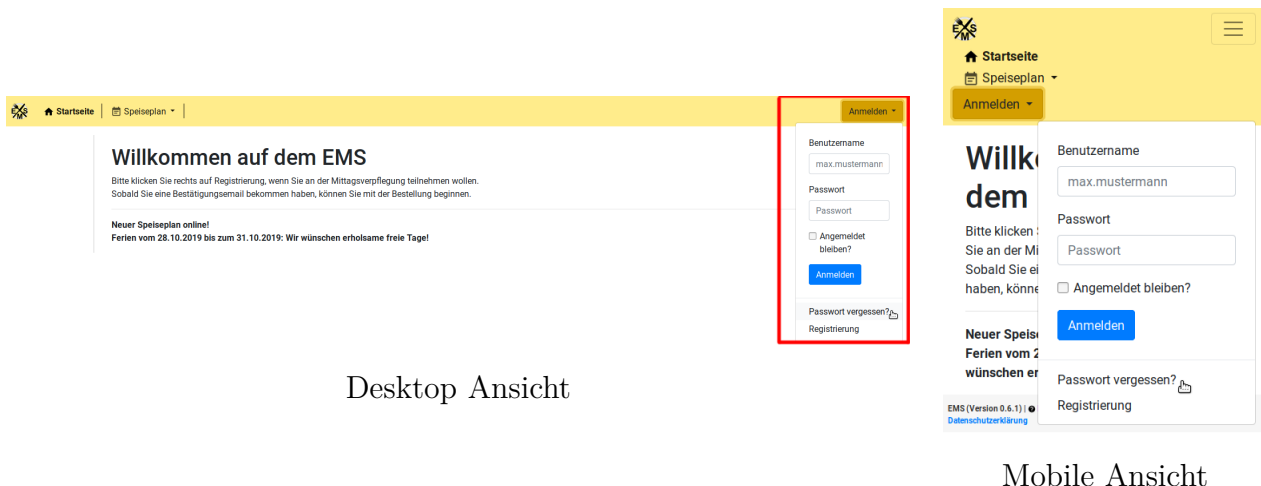 EMS
Startseite
Speiseplan
Anmelden
Willkommen auf dem EMS
Bitte klicken Sie rechts auf Registrierung, wenn Sie an der Mittagsverpflegung teilnehmen wollen.
Sobald Sie eine Bestätigungsemail bekommen haben, können Sie mit der Bestellung beginnen.
Neuer Speiseplan online!
Ferien vom 28.10.2019 bis zum 31.10.2019: Wir wünschen erholsame freie Tage!
Benutzername
max.mustermann
Passwort
Passwort
Angemeldet
bleiben?
Anmelden
Passwort vergessen?
Registrierung
Desktop Ansicht
EMS
Startseite
Speiseplan
Anmelden
Willk
dem
Bitte klicken
Sie an der Mi
Sobald Sie ei
haben, könne
Neuer Speise
Ferien vom 2
wünschen er
Benutzername
max.mustermann
Passwort
Passwort
Angemeldet bleiben?
Anmelden
Passwort vergessen?
Registrierung
EMS (Version 0.6.1) |
Datenschutzerklärung
Mobile Ansicht